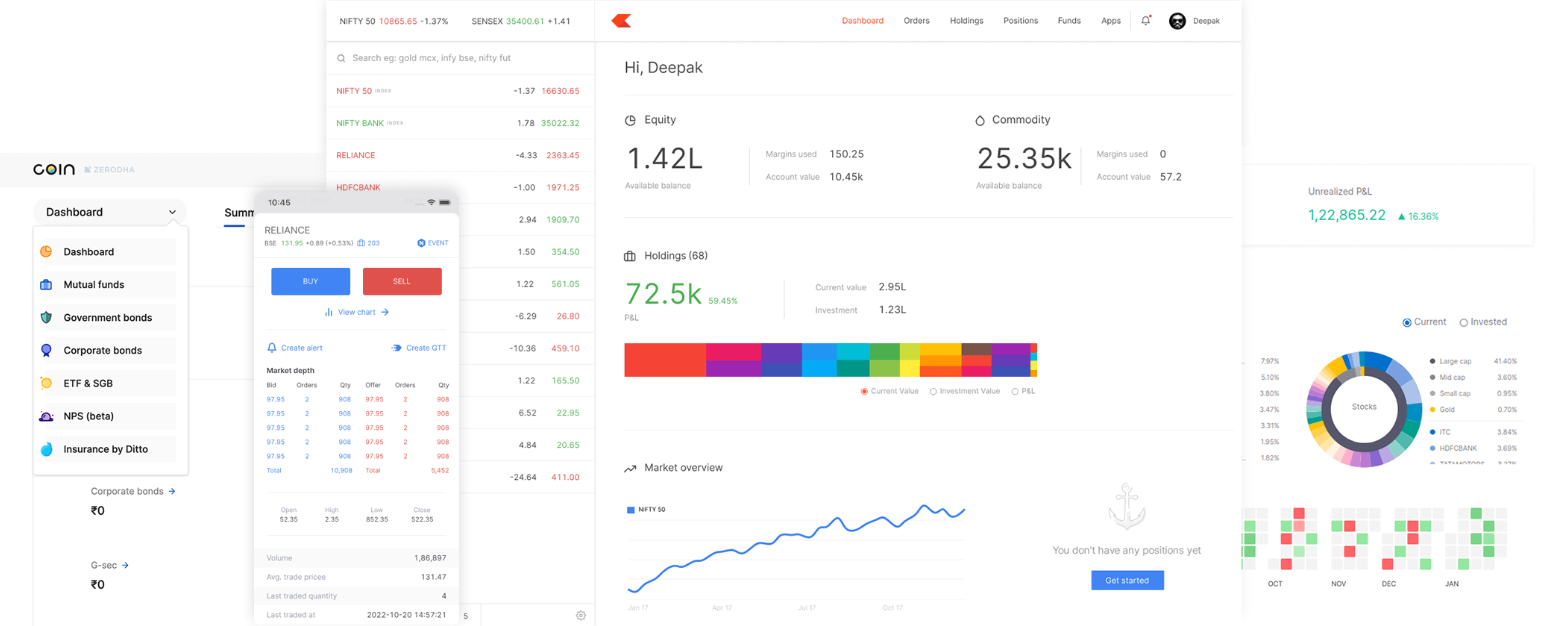 NIFTY 50 10865.65 -1.37% SENSEX 35400.61 +1.41
Dashboard Orders Holdings Positions Funds Apps Deepak
Search eg: gold mcx, infy bse, nifty fut
NIFTY 50 INDEX -1.37 16630.65
NIFTY BANK INDEX 1.78 35022.32
RELIANCE -4.33 2363.45
HDFCBANK -1.00 1971.25
2.94 1909.70
1.50 354.50
1.22 561.05
-6.29 26.80
-10.36 459.10
1.22 165.50
6.52 22.95
4.84 20.65
-24.64 411.00
5
COIN ZERODHA
Dashboard
Summ
Dashboard
Mutual funds
Government bonds
Corporate bonds
ETF & SGB
NPS (beta)
Insurance by Ditto
Corporate bonds →
₹0
G-sec →
₹0
10:45
RELIANCE
BSE 131.95 +0.89 (+0.53%) 203 EVENT
BUY SELL
View chart →
Create alert Create GTT
Market depth
Bid Orders Qty Offer Orders Qty
97.95 2 908 97.95 2 908
97.95 2 908 97.95 2 908
97.95 2 908 97.95 2 908
97.95 2 908 97.95 2 908
97.95 2 908 97.95 2 908
Total 10,908 Total 5,452
Open High Low Close
52.35 2.35 852.35 522.35
Volume 1,86,897
Avg, trade pricee 131.47
Last traded quantity 4
Last traded at 2022-10-20 14:57:21
Hi, Deepak
Equity
1.42L
Available balance
Margins used 150.25
Account value 10.45k
Commodity
25.35k
Available balance
Margins used 0
Account value 57.2
Holdings (68)
72.5k 59.45%
P&L
Current value 2.95L
Investment 1.23L
Current Value Investment Value P&L
Market overview
NIFTY 50
Jan 17 Apr 17 Jul 17 Oct 17
You don't have any positions yet
Get started
Unrealized P&L
1,22,865.22 ▲ 16.36%
Current Invested
7.97%
5.10%
3.80%
3.47%
3.31%
1.95%
1.82%
Stocks
Large cap 41.40%
Mid cap 3.60%
Small cap 0.95%
Gold 0.70%
ITC 3.84%
HDFCBANK 3.69%
OCT NOV DEC JAN